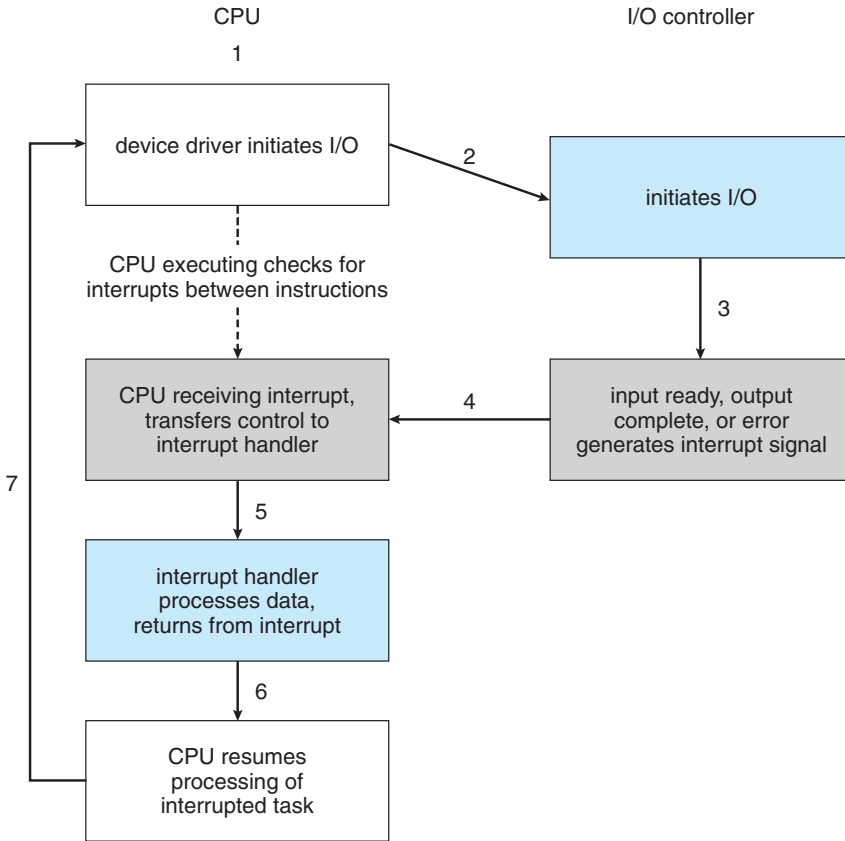 CPU
I/O controller
1
device driver initiates I/O
2
initiates I/O
CPU executing checks for
interrupts between instructions
3
CPU receiving interrupt,
transfers control to
interrupt handler
4
input ready, output
complete, or error
generates interrupt signal
7
5
interrupt handler
processes data,
returns from interrupt
6
CPU resumes
processing of
interrupted task